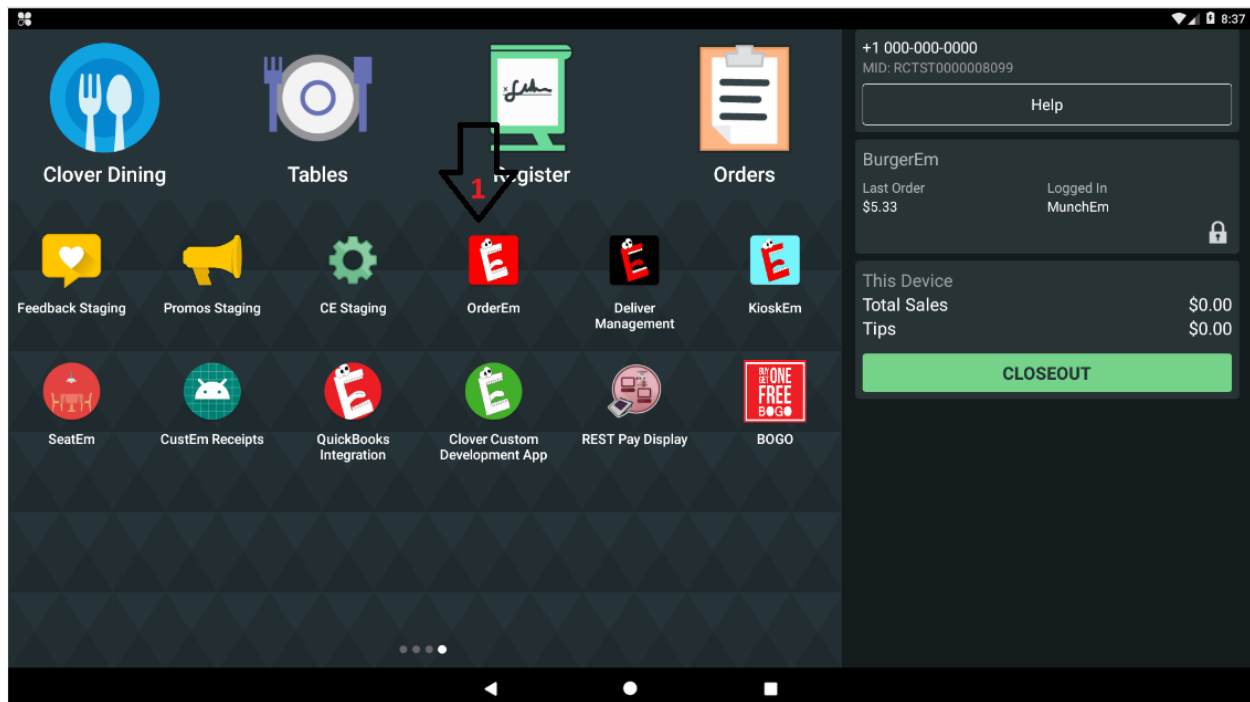 8:37
Clover Dining
Tables
Register
Orders
1
Feedback Staging
Promos Staging
CE Staging
OrderEm
Deliver
Management
KioskEm
SeatEm
CustEm Receipts
QuickBooks
Integration
Clover Custom
Development App
REST Pay Display
BUY ONE
GET
FREE
BOGO
BOGO
+1 000-000-0000
MID: RCTST0000008099
Help
BurgerEm
Last Order
Logged In
$5.33
MunchEm
This Device
Total Sales
$0.00
Tips
$0.00
CLOSEOUT